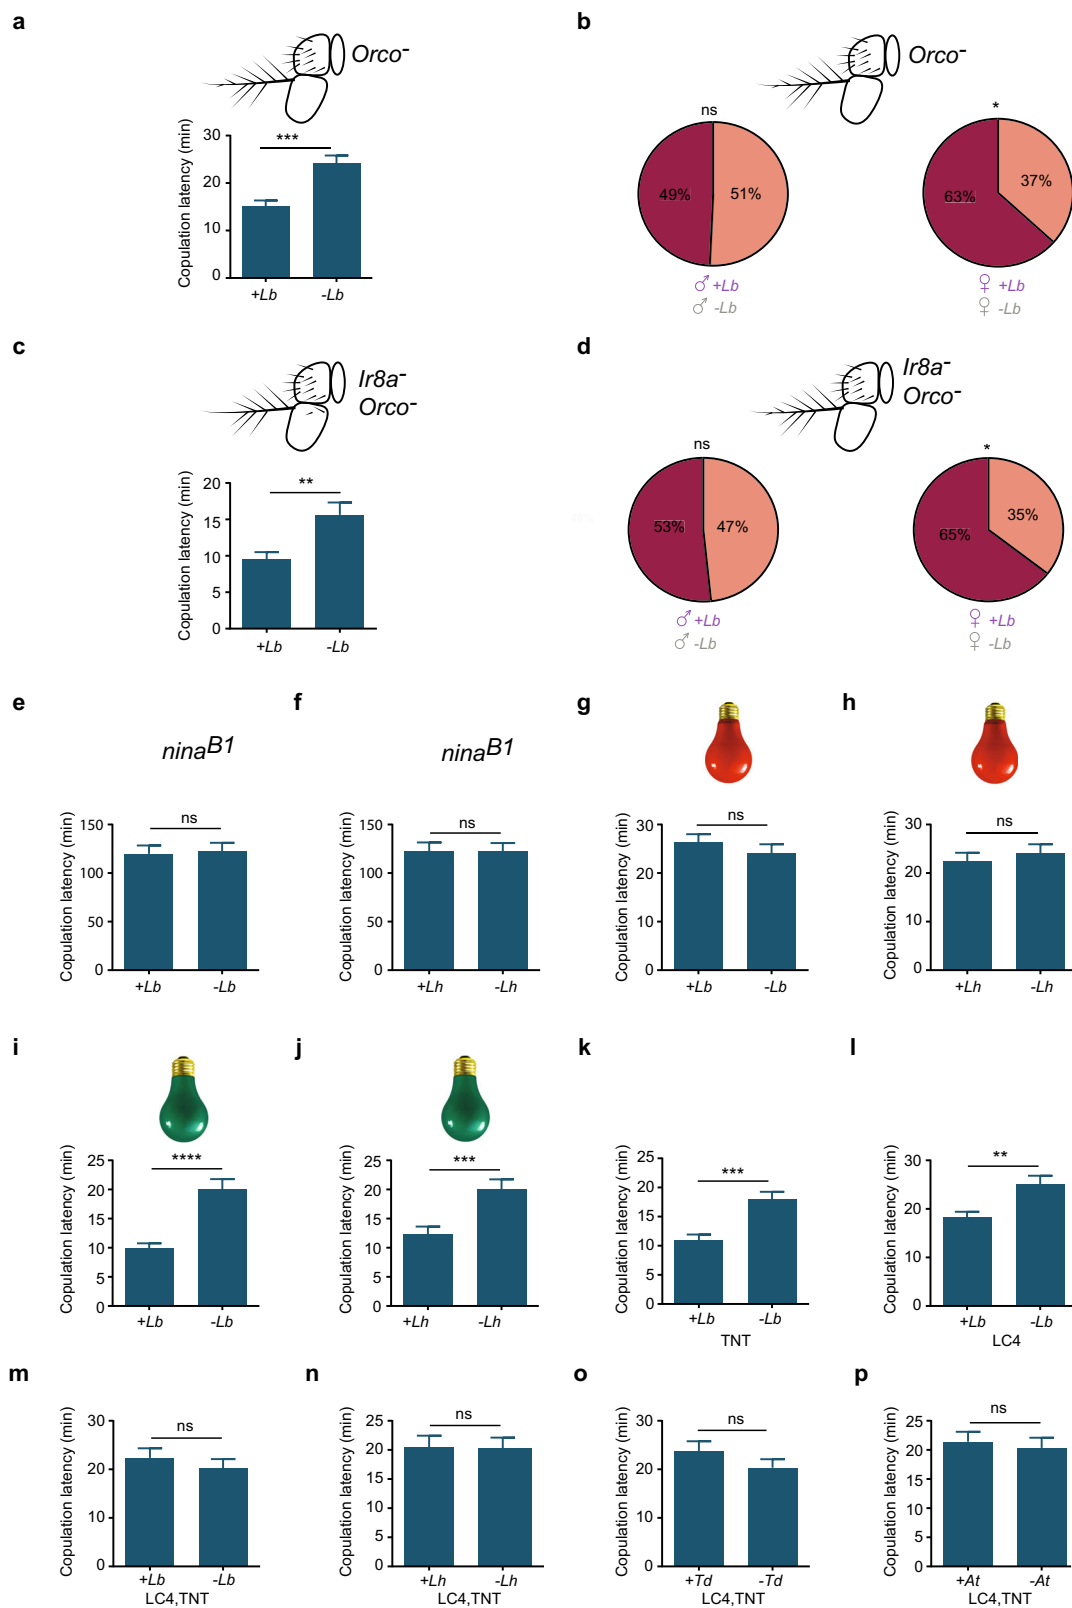 a
Orco-
Copulation latency (min)
30
20
10
0
***
+Lb
-Lb
b
Orco-
ns
49%
51%
♂ +Lb
♂ -Lb
*
63%
37%
♀ +Lb
♀ -Lb
c
Ir8a-
Orco-
Copulation latency (min)
20
15
10
5
0
**
+Lb
-Lb
d
Ir8a-
Orco-
ns
53%
47%
♂ +Lb
♂ -Lb
*
65%
35%
♀ +Lb
♀ -Lb
e
ninaB1
Copulation latency (min)
150
100
50
0
ns
+Lb
-Lb
f
ninaB1
Copulation latency (min)
150
100
50
0
ns
+Lh
-Lh
g
Copulation latency (min)
30
20
10
0
ns
+Lb
-Lb
h
Copulation latency (min)
30
20
10
0
ns
+Lh
-Lh
i
Copulation latency (min)
25
20
15
10
5
0
****
+Lb
-Lb
j
Copulation latency (min)
25
20
15
10
5
0
***
+Lh
-Lh
k
Copulation latency (min)
25
20
15
10
5
0
***
+Lb
-Lb
TNT
l
Copulation latency (min)
30
20
10
0
**
+Lb
-Lb
LC4
m
Copulation latency (min)
30
20
10
0
ns
+Lb
-Lb
LC4,TNT
n
Copulation latency (min)
25
20
15
10
5
0
ns
+Lh
-Lh
LC4,TNT
o
Copulation latency (min)
30
20
10
0
ns
+Td
-Td
LC4,TNT
p
Copulation latency (min)
25
20
15
10
5
0
ns
+At
-At
LC4,TNT